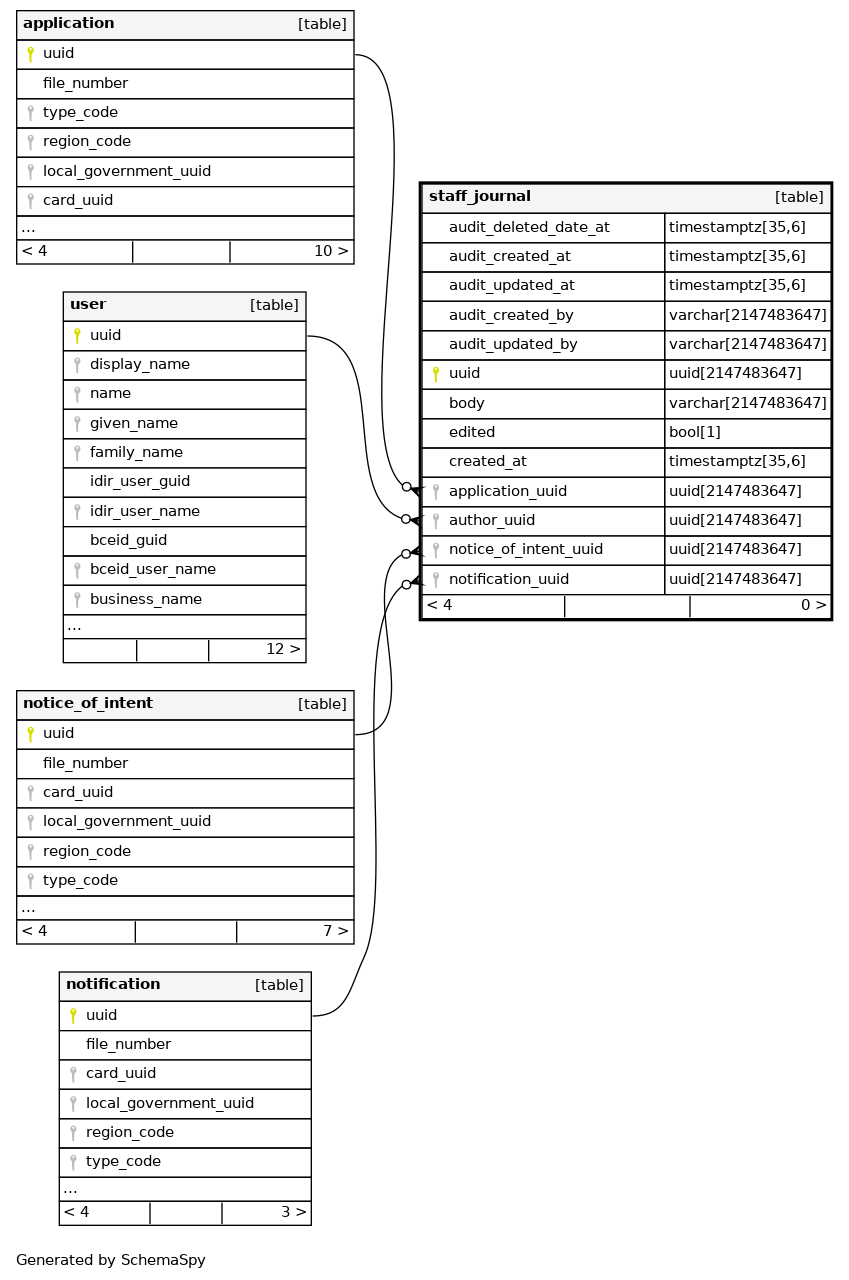 application [table]
uuid
file_number
type_code
region_code
local_government_uuid
card_uuid
...
< 4 10 >
user [table]
uuid
display_name
name
given_name
family_name
idir_user_guid
idir_user_name
bceid_guid
bceid_user_name
business_name
...
12 >
notice_of_intent [table]
uuid
file_number
card_uuid
local_government_uuid
region_code
type_code
...
< 4 7 >
notification [table]
uuid
file_number
card_uuid
local_government_uuid
region_code
type_code
...
< 4 3 >
staff_journal [table]
audit_deleted_date_at timestamptz[35,6]
audit_created_at timestamptz[35,6]
audit_updated_at timestamptz[35,6]
audit_created_by varchar[2147483647]
audit_updated_by varchar[2147483647]
uuid uuid[2147483647]
body varchar[2147483647]
edited bool[1]
created_at timestamptz[35,6]
application_uuid uuid[2147483647]
author_uuid uuid[2147483647]
notice_of_intent_uuid uuid[2147483647]
notification_uuid uuid[2147483647]
< 4 0 >
Generated by SchemaSpy